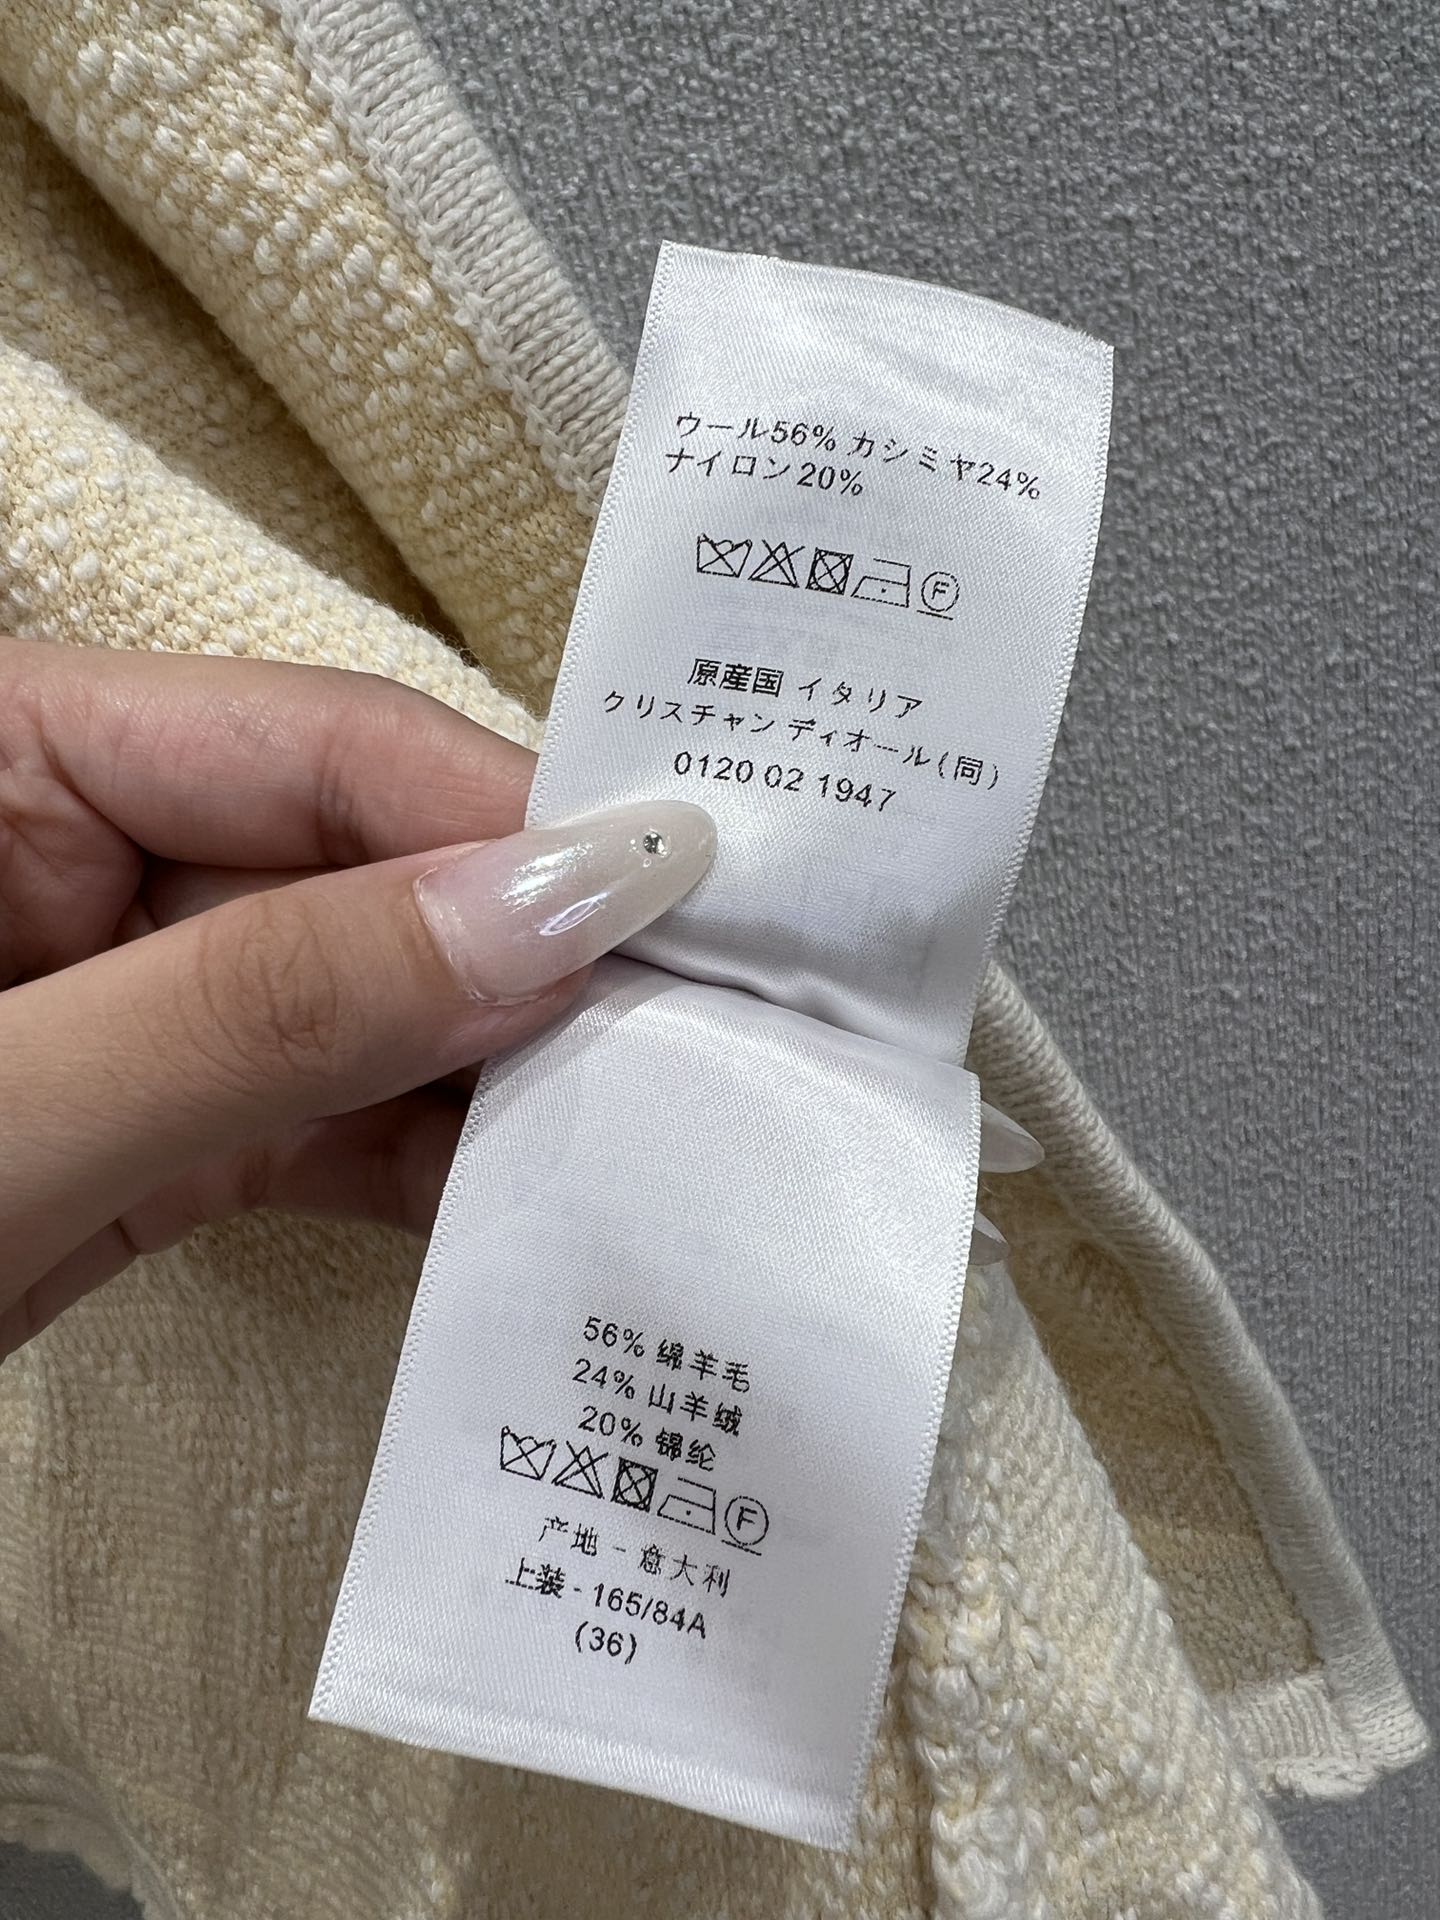 ウール56% カシミヤ24%
ナイロン20%
F
原産国 イタリア
クリスチャン ディオール(同)
0120 02 1947
56% 绵羊毛
24% 山羊绒
20% 锦纶
F
产地 - 意大利
上装 - 165/84A
(36)